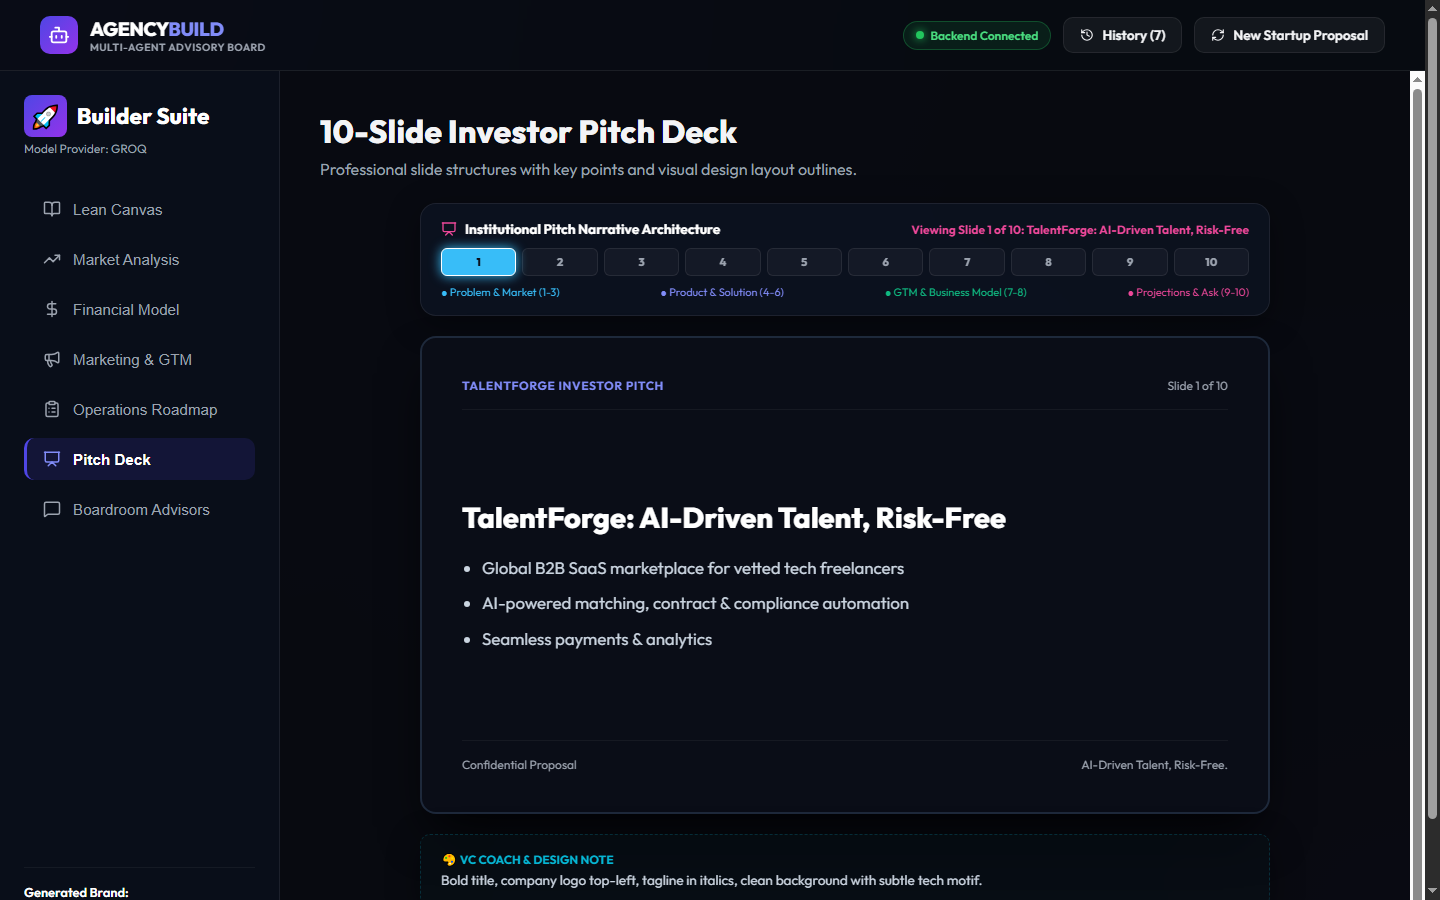 AGENCYBUILD
MULTI-AGENT ADVISORY BOARD
Backend Connected
History (7)
New Startup Proposal
Builder Suite
Model Provider: GROQ
Lean Canvas
Market Analysis
Financial Model
Marketing & GTM
Operations Roadmap
Pitch Deck
Boardroom Advisors
Generated Brand:
10-Slide Investor Pitch Deck
Professional slide structures with key points and visual design layout outlines.
Institutional Pitch Narrative Architecture
Viewing Slide 1 of 10: TalentForge: AI-Driven Talent, Risk-Free
1 2 3 4 5 6 7 8 9 10
● Problem & Market (1-3) ● Product & Solution (4-6) ● GTM & Business Model (7-8) ● Projections & Ask (9-10)
TALENTFORGE INVESTOR PITCH
Slide 1 of 10
TalentForge: AI-Driven Talent, Risk-Free
• Global B2B SaaS marketplace for vetted tech freelancers
• AI-powered matching, contract & compliance automation
• Seamless payments & analytics
Confidential Proposal
AI-Driven Talent, Risk-Free.
VC COACH & DESIGN NOTE
Bold title, company logo top-left, tagline in italics, clean background with subtle tech motif.